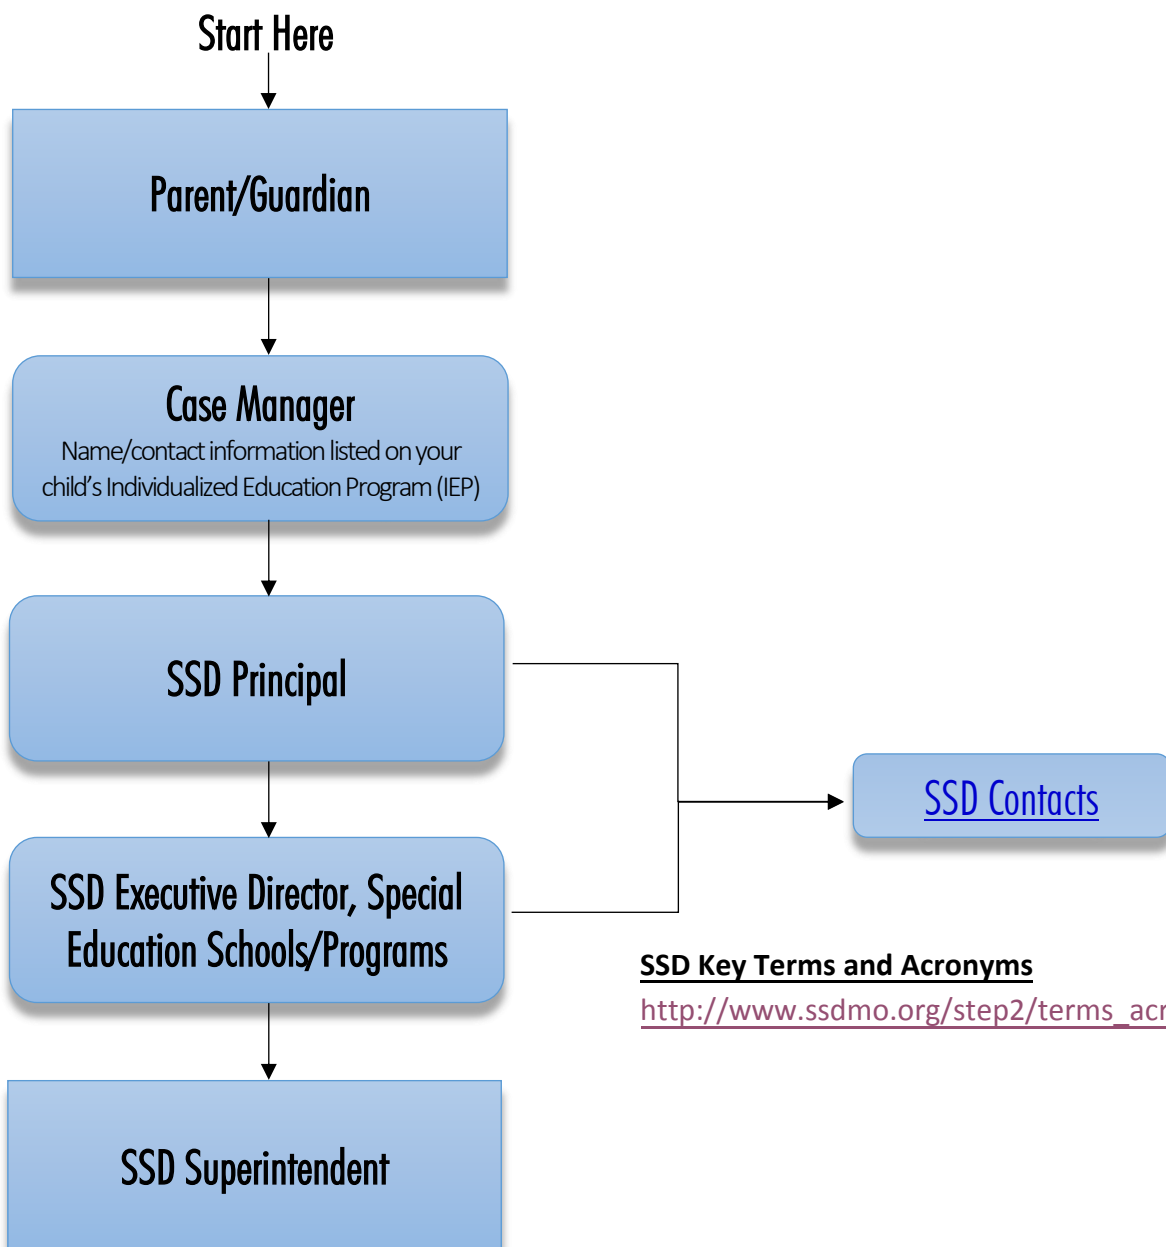 Start Here
Parent/Guardian
Case Manager
Name/contact information listed on your
child's Individualized Education Program (IEP)
SSD Principal
SSD Contacts
SSD Executive Director, Special
Education Schools/Programs
SSD Key Terms and Acronyms
http://www.ssdmo.org/step2/terms_acr
SSD Superintendent